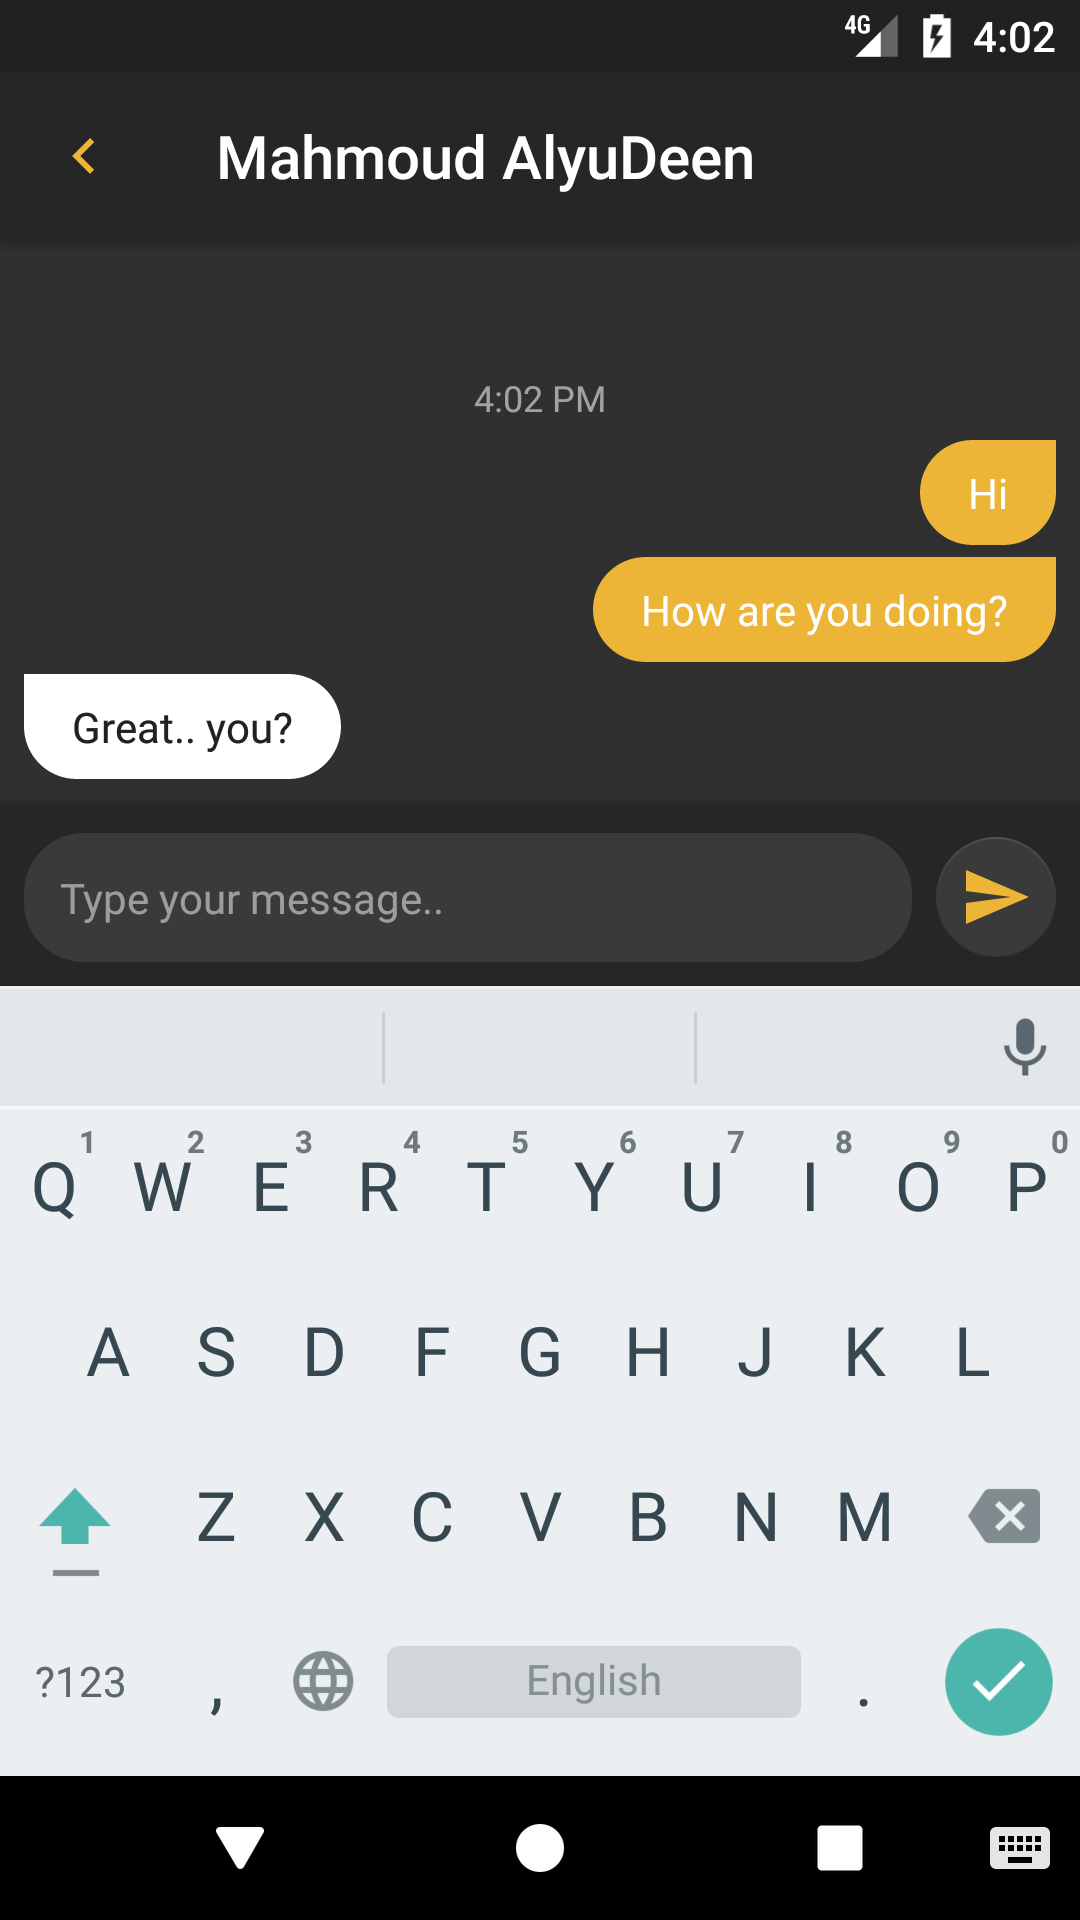 4G 4:02
Mahmoud AlyuDeen
4:02 PM
Hi
How are you doing?
Great.. you?
Type your message..
1 2 3 4 5 6 7 8 9 0
Q W E R T Y U I O P
A S D F G H J K L
Z X C V B N M
?123 , English .